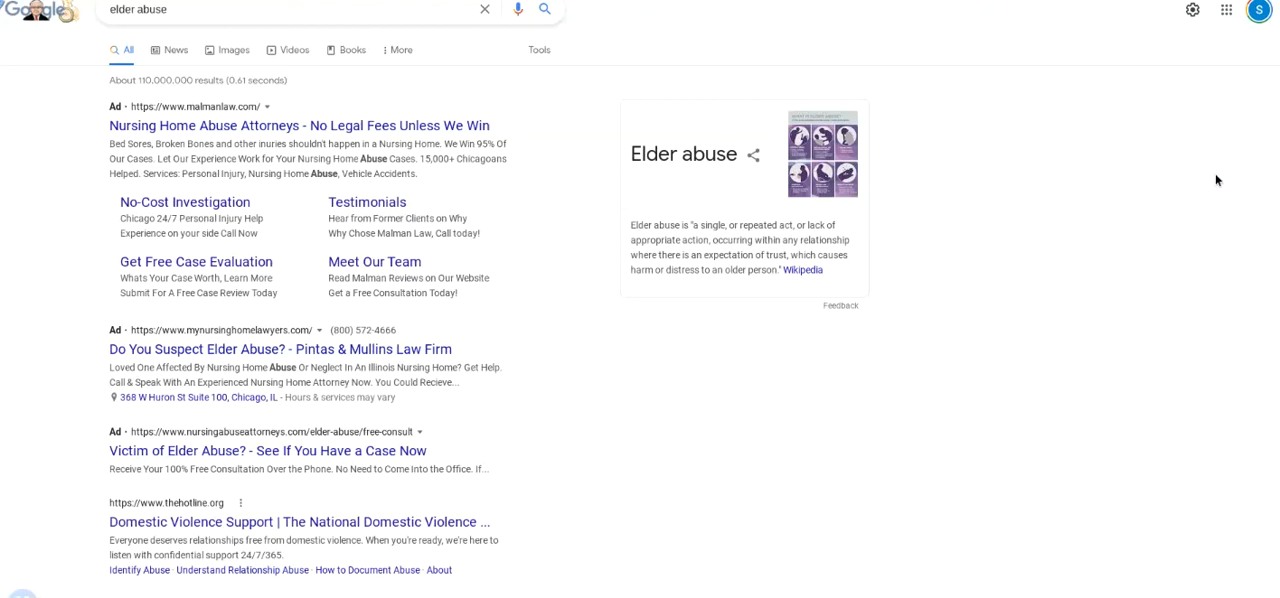 Google
elder abuse
S
All
News
Images
Videos
Books
More
Tools
About 110,000,000 results (0.61 seconds)
Ad · https://www.malmanlaw.com/
Nursing Home Abuse Attorneys - No Legal Fees Unless We Win
Bed Sores, Broken Bones and other inuries shouldn't happen in a Nursing Home. We Win 95% Of
Our Cases. Let Our Experience Work for Your Nursing Home Abuse Cases. 15,000+ Chicagoans
Helped. Services: Personal Injury, Nursing Home Abuse, Vehicle Accidents.
No-Cost Investigation
Chicago 24/7 Personal Injury Help
Experience on your side Call Now
Testimonials
Hear from Former Clients on Why
Why Chose Malman Law, Call today!
Get Free Case Evaluation
Whats Your Case Worth, Learn More
Submit For A Free Case Review Today
Meet Our Team
Read Malman Reviews on Our Website
Get a Free Consultation Today!
Ad · https://www.mynursinghomelawyers.com/ (800) 572-4666
Do You Suspect Elder Abuse? - Pintas & Mullins Law Firm
Loved One Affected By Nursing Home Abuse Or Neglect In An Illinois Nursing Home? Get Help.
Call & Speak With An Experienced Nursing Home Attorney Now. You Could Recieve...
368 W Huron St Suite 100, Chicago, IL - Hours & services may vary
Ad · https://www.nursingabuseattorneys.com/elder-abuse/free-consult
Victim of Elder Abuse? - See If You Have a Case Now
Receive Your 100% Free Consultation Over the Phone. No Need to Come Into the Office. If...
https://www.thehotline.org
Domestic Violence Support | The National Domestic Violence ...
Everyone deserves relationships free from domestic violence. When you're ready, we're here to
listen with confidential support 24/7/365.
Identify Abuse · Understand Relationship Abuse · How to Document Abuse · About
Elder abuse
Elder abuse is "a single, or repeated act, or lack of
appropriate action, occurring within any relationship
where there is an expectation of trust, which causes
harm or distress to an older person." Wikipedia
Feedback